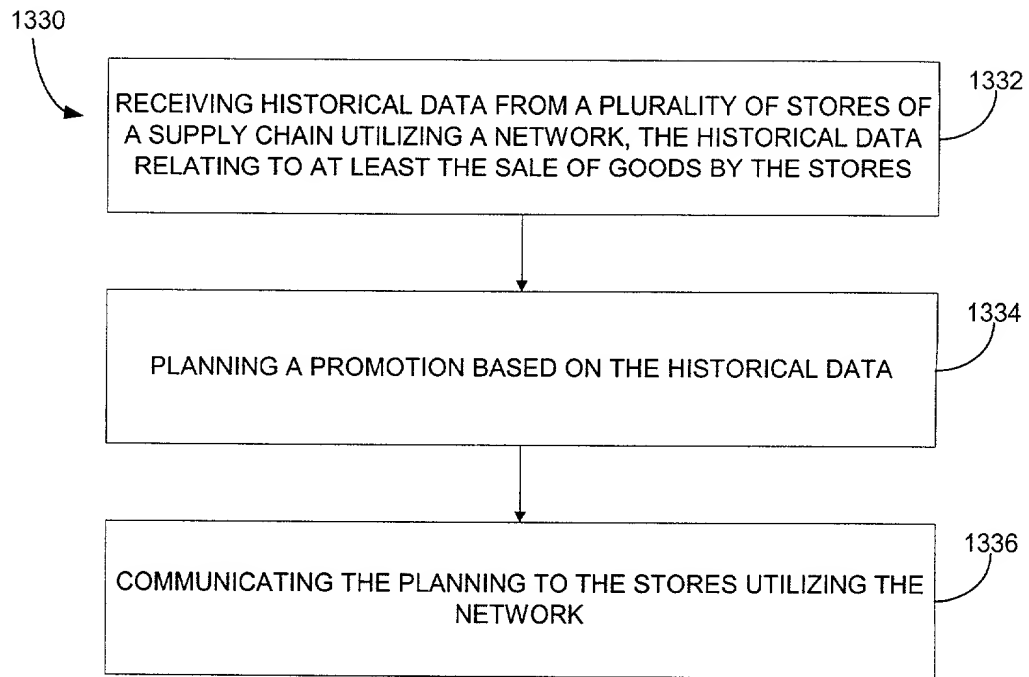 1330
1332
RECEIVING HISTORICAL DATA FROM A PLURALITY OF STORES OF
A SUPPLY CHAIN UTILIZING A NETWORK, THE HISTORICAL DATA
RELATING TO AT LEAST THE SALE OF GOODS BY THE STORES
1334
PLANNING A PROMOTION BASED ON THE HISTORICAL DATA
1336
COMMUNICATING THE PLANNING TO THE STORES UTILIZING THE
NETWORK